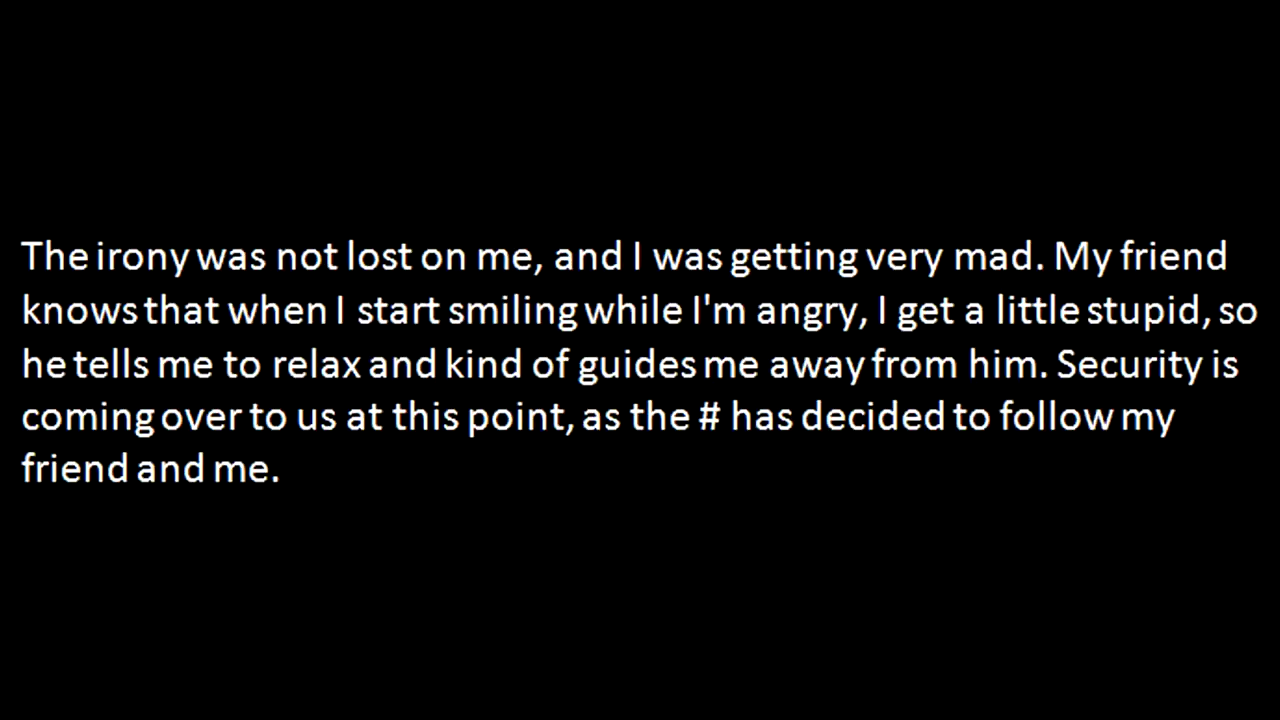 The irony was not lost on me, and I was getting very mad. My friend
knows that when I start smiling while I'm angry, I get a little stupid, so
he tells me to relax and kind of guides me away from him. Security is
coming over to us at this point, as the # has decided to follow my
friend and me.